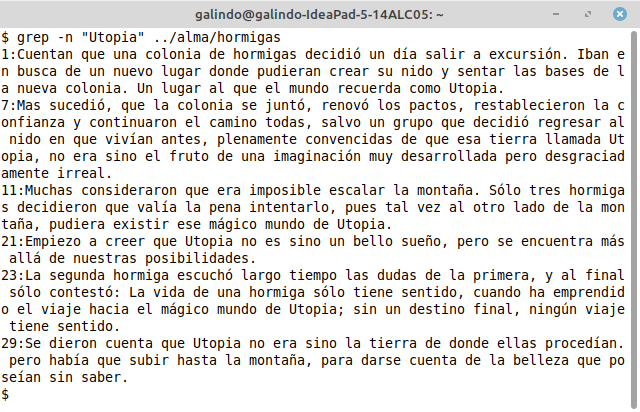 galindo@galindo-IdeaPad-5-14ALC05: ~
$ grep -n "Utopia" ../alma/hormigas
1:Cuentan que una colonia de hormigas decidió un día salir a excursión. Iban e
n busca de un nuevo lugar donde pudieran crear su nido y sentar las bases de l
a nueva colonia. Un lugar al que el mundo recuerda como Utopia.
7:Mas sucedió, que la colonia se juntó, renovó los pactos, restablecieron la c
onfianza y continuaron el camino todas, salvo un grupo que decidió regresar al
 nido en que vivían antes, plenamente convencidas de que esa tierra llamada Ut
opia, no era sino el fruto de una imaginación muy desarrollada pero desgraciad
amente irreal.
11:Muchas consideraron que era imposible escalar la montaña. Sólo tres hormiga
s decidieron que valía la pena intentarlo, pues tal vez al otro lado de la mon
taña, pudiera existir ese mágico mundo de Utopia.
21:Empiezo a creer que Utopia no es sino un bello sueño, pero se encuentra más
 allá de nuestras posibilidades.
23:La segunda hormiga escuchó largo tiempo las dudas de la primera, y al final
 sólo contestó: La vida de una hormiga sólo tiene sentido, cuando ha emprendid
o el viaje hacia el mágico mundo de Utopia; sin un destino final, ningún viaje
 tiene sentido.
29:Se dieron cuenta que Utopia no era sino la tierra de donde ellas procedían.
 pero había que subir hasta la montaña, para darse cuenta de la belleza que po
seían sin saber.
$